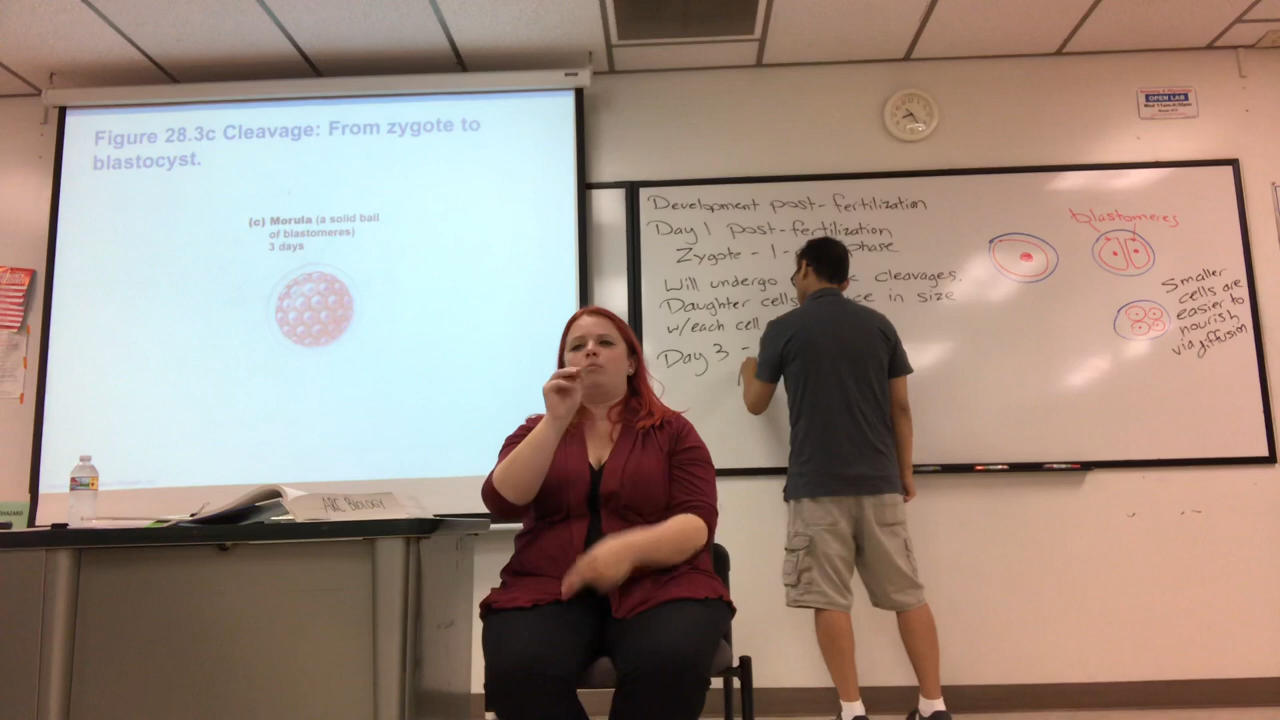 Figure 28.3c Cleavage: From zygote to
blastocyst.
(c) Morula (a solid ball
of blastomeres)
3 days
ARC BIOLOGY
Development post-fertilization
Day 1 post-fertilization
Zygote - 1- phase
Will undergo cleavages.
Daughter cells in size
w/each cell
Day 3 -
blastomeres
Smaller
cells are
easier to
nourish
via diffusion
OPEN LAB